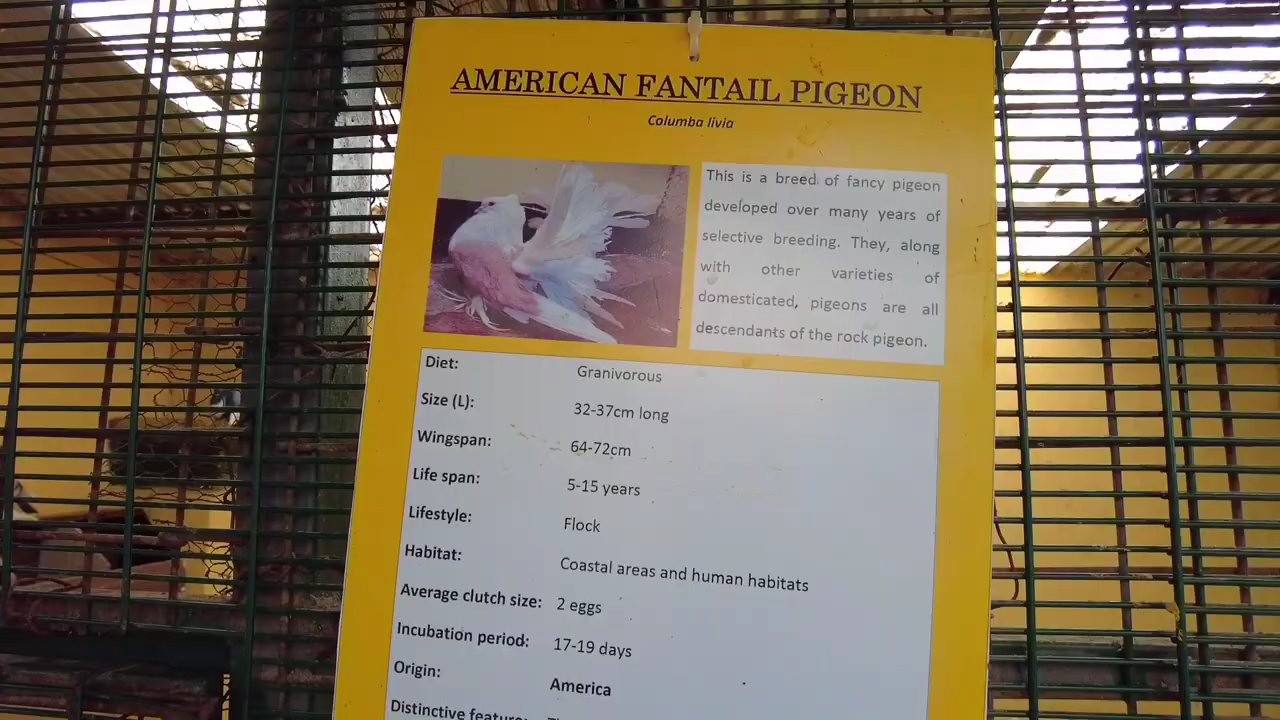 AMERICAN FANTAIL PIGEON
Columba livia
This is a breed of fancy pigeon
developed over many years of
selective breeding. They, along
with other varieties of
domesticated, pigeons are all
descendants of the rock pigeon.
Diet: Granivorous
Size (L): 32-37cm long
Wingspan: 64-72cm
Life span: 5-15 years
Lifestyle: Flock
Habitat: Coastal areas and human habitats
Average clutch size: 2 eggs
Incubation period: 17-19 days
Origin: America
Distinctive